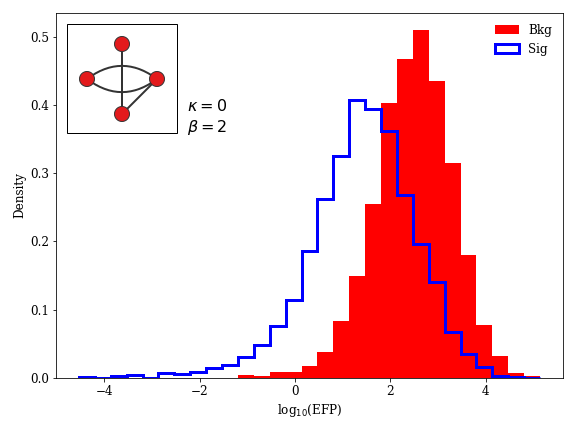 Bkg
Sig
κ = 0
β = 2
Density
0.5
0.4
0.3
0.2
0.1
0.0
−4
−2
0
2
4
log₁₀(EFP)